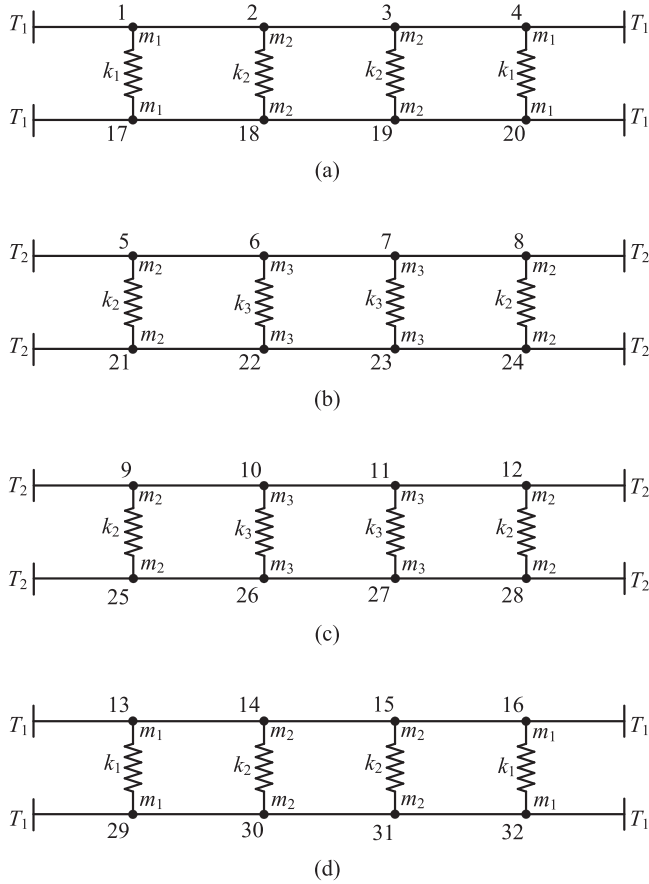 1 2 3 4
T₁ T₁
m₁ m₂ m₂ m₁
k₁ k₂ k₂ k₁
m₁ m₂ m₂ m₁
T₁ T₁
17 18 19 20
(a)
5 6 7 8
T₂ T₂
m₂ m₃ m₃ m₂
k₂ k₃ k₃ k₂
m₂ m₃ m₃ m₂
T₂ T₂
21 22 23 24
(b)
9 10 11 12
T₂ T₂
m₂ m₃ m₃ m₂
k₂ k₃ k₃ k₂
m₂ m₃ m₃ m₂
T₂ T₂
25 26 27 28
(c)
13 14 15 16
T₁ T₁
m₁ m₂ m₂ m₁
k₁ k₂ k₂ k₁
m₁ m₂ m₂ m₁
T₁ T₁
29 30 31 32
(d)